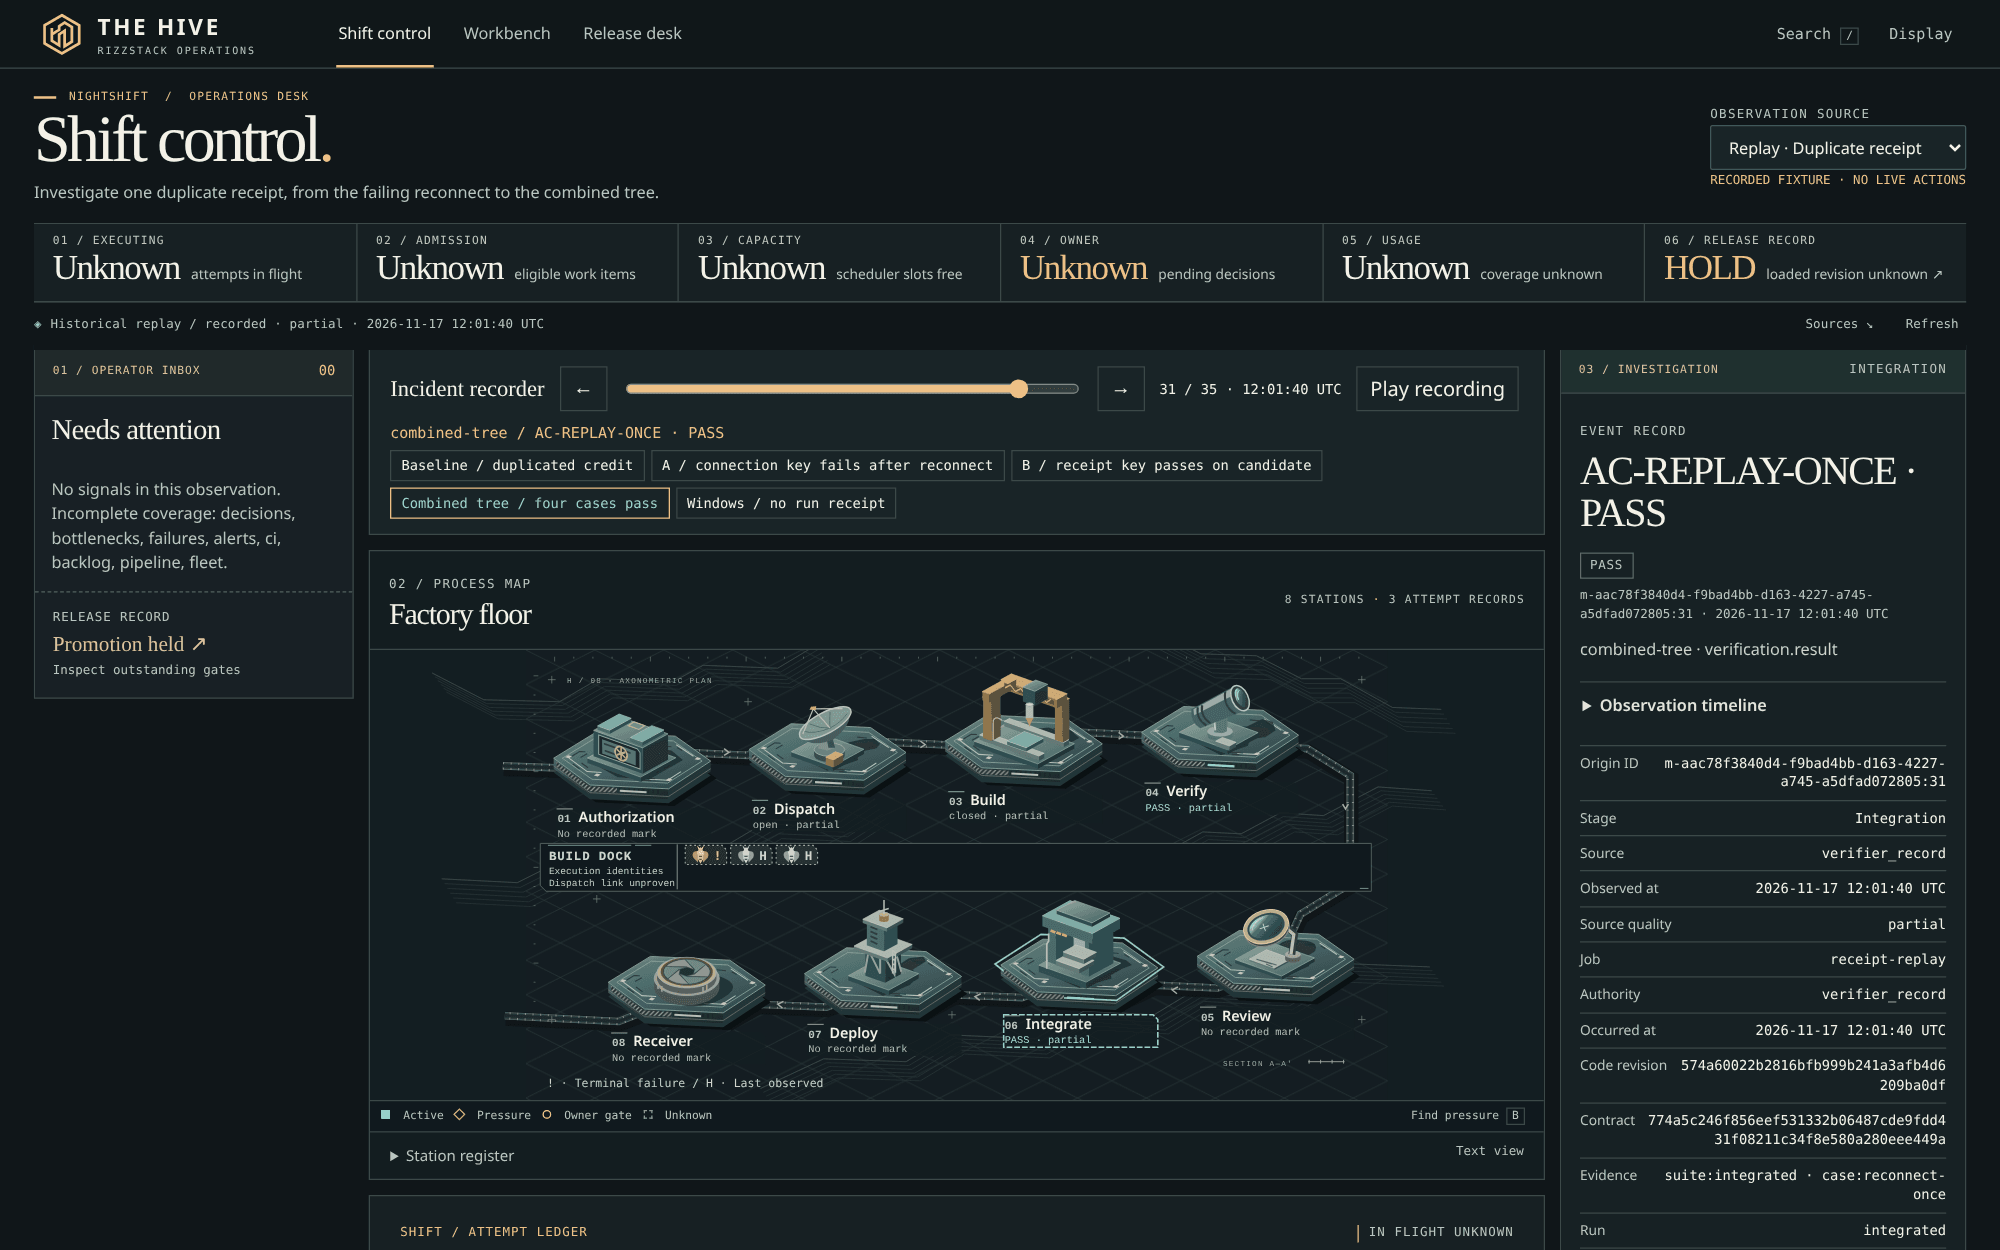 THE HIVE
RIZZSTACK OPERATIONS
Shift control
Workbench
Release desk
Search /
Display
NIGHTSHIFT / OPERATIONS DESK
Shift control.
Investigate one duplicate receipt, from the failing reconnect to the combined tree.
OBSERVATION SOURCE
Replay · Duplicate receipt
RECORDED FIXTURE · NO LIVE ACTIONS
01 / EXECUTING
Unknown attempts in flight
02 / ADMISSION
Unknown eligible work items
03 / CAPACITY
Unknown scheduler slots free
04 / OWNER
Unknown pending decisions
05 / USAGE
Unknown coverage unknown
06 / RELEASE RECORD
HOLD loaded revision unknown ↗
◈ Historical replay / recorded · partial · 2026-11-17 12:01:40 UTC
Sources ↘
Refresh
01 / OPERATOR INBOX
00
Needs attention
No signals in this observation.
Incomplete coverage: decisions,
bottlenecks, failures, alerts, ci,
backlog, pipeline, fleet.
RELEASE RECORD
Promotion held ↗
Inspect outstanding gates
Incident recorder
←
→
31 / 35 · 12:01:40 UTC
Play recording
combined-tree / AC-REPLAY-ONCE · PASS
Baseline / duplicated credit
A / connection key fails after reconnect
B / receipt key passes on candidate
Combined tree / four cases pass
Windows / no run receipt
02 / PROCESS MAP
Factory floor
8 STATIONS · 3 ATTEMPT RECORDS
H / 08 · AXONOMETRIC PLAN
01 Authorization
No recorded mark
02 Dispatch
open · partial
03 Build
closed · partial
04 Verify
PASS · partial
BUILD DOCK
Execution identities
Dispatch link unproven
!
H
H
08 Receiver
No recorded mark
07 Deploy
No recorded mark
06 Integrate
PASS · partial
05 Review
No recorded mark
SECTION A—A'
! · Terminal failure / H · Last observed
Active
Pressure
Owner gate
Unknown
Find pressure B
▶ Station register
Text view
SHIFT / ATTEMPT LEDGER
IN FLIGHT UNKNOWN
03 / INVESTIGATION
INTEGRATION
EVENT RECORD
AC-REPLAY-ONCE ·
PASS
PASS
m-aac78f3840d4-f9bad4bb-d163-4227-a745-
a5dfad072805:31 · 2026-11-17 12:01:40 UTC
combined-tree · verification.result
▶ Observation timeline
Origin ID m-aac78f3840d4-f9bad4bb-d163-4227-
a745-a5dfad072805:31
Stage Integration
Source verifier_record
Observed at 2026-11-17 12:01:40 UTC
Source quality partial
Job receipt-replay
Authority verifier_record
Occurred at 2026-11-17 12:01:40 UTC
Code revision 574a60022b2816bfb999b241a3afb4d6
209ba0df
Contract 774a5c246f856eef531332b06487cde9fdd4
31f08211c34f8e580a280eee449a
Evidence suite:integrated · case:reconnect-
once
Run integrated